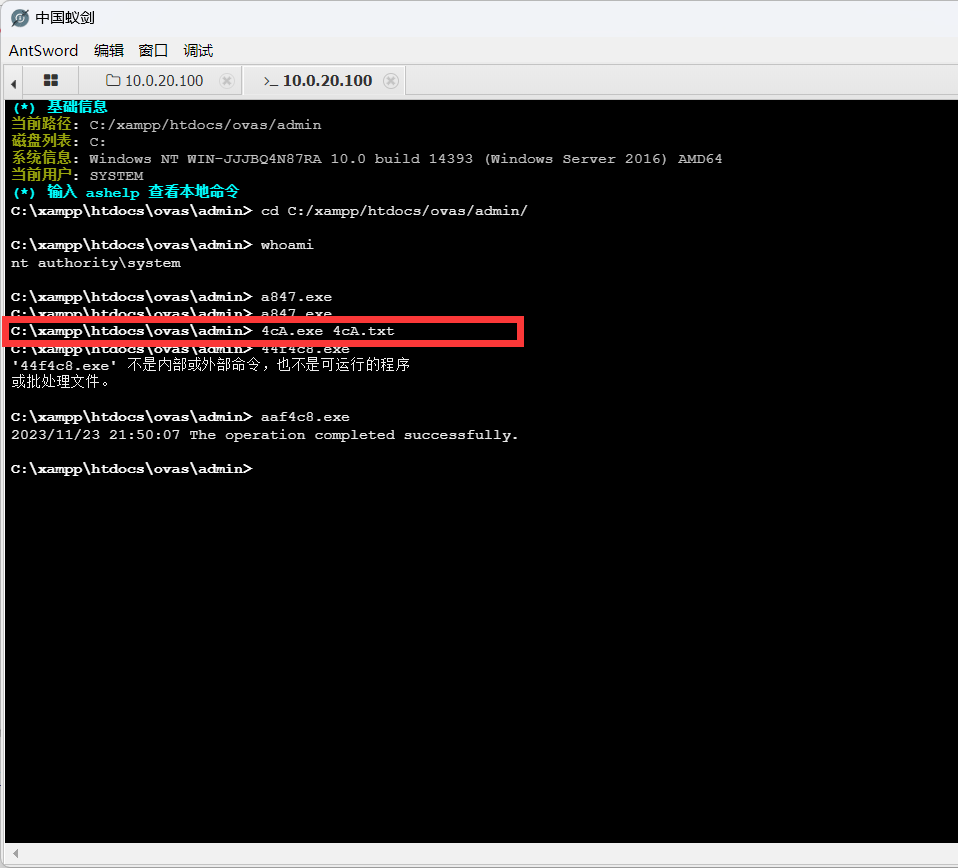 中国蚁剑
AntSword 编辑 窗口 调试
10.0.20.100 >_ 10.0.20.100
(*) 基础信息
当前路径: C:/xampp/htdocs/ovas/admin
磁盘列表: C:
系统信息: Windows NT WIN-JJJBQ4N87RA 10.0 build 14393 (Windows Server 2016) AMD64
当前用户: SYSTEM
(*) 输入 ashelp 查看本地命令
C:\xampp\htdocs\ovas\admin> cd C:/xampp/htdocs/ovas/admin/
C:\xampp\htdocs\ovas\admin> whoami
nt authority\system
C:\xampp\htdocs\ovas\admin> a847.exe
C:\xampp\htdocs\ovas\admin> a847.exe
C:\xampp\htdocs\ovas\admin> 4cA.exe 4cA.txt
C:\xampp\htdocs\ovas\admin> 44f4c8.exe
'44f4c8.exe' 不是内部或外部命令，也不是可运行的程序
或批处理文件。
C:\xampp\htdocs\ovas\admin> aaf4c8.exe
2023/11/23 21:50:07 The operation completed successfully.
C:\xampp\htdocs\ovas\admin>